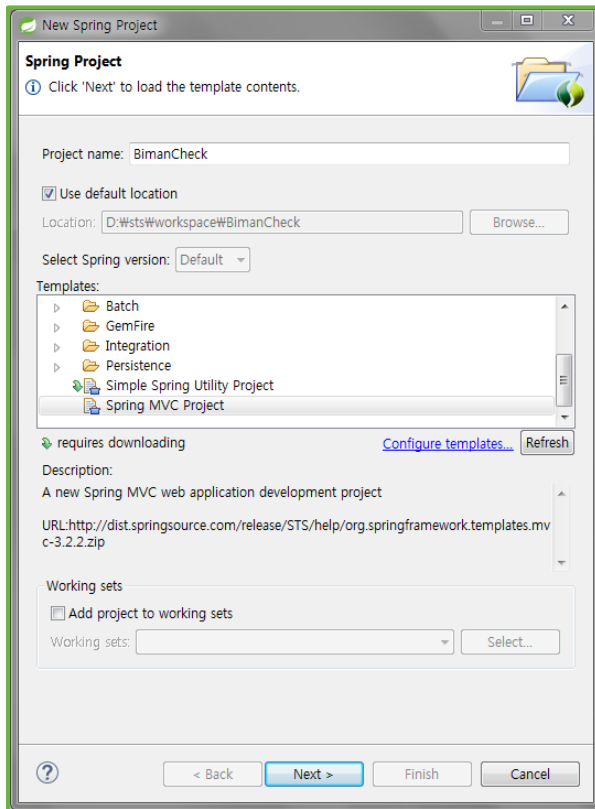 New Spring Project
Spring Project
Click 'Next' to load the template contents.
Project name: BimanCheck
Use default location
Location: D:₩sts₩workspace₩BimanCheck Browse...
Select Spring version: Default
Templates:
Batch
GemFire
Integration
Persistence
Simple Spring Utility Project
Spring MVC Project
requires downloading Configure templates... Refresh
Description:
A new Spring MVC web application development project
URL:http://dist.springsource.com/release/STS/help/org.springframework.templates.mv
c-3.2.2.zip
Working sets
Add project to working sets
Working sets: Select...
? < Back Next > Finish Cancel